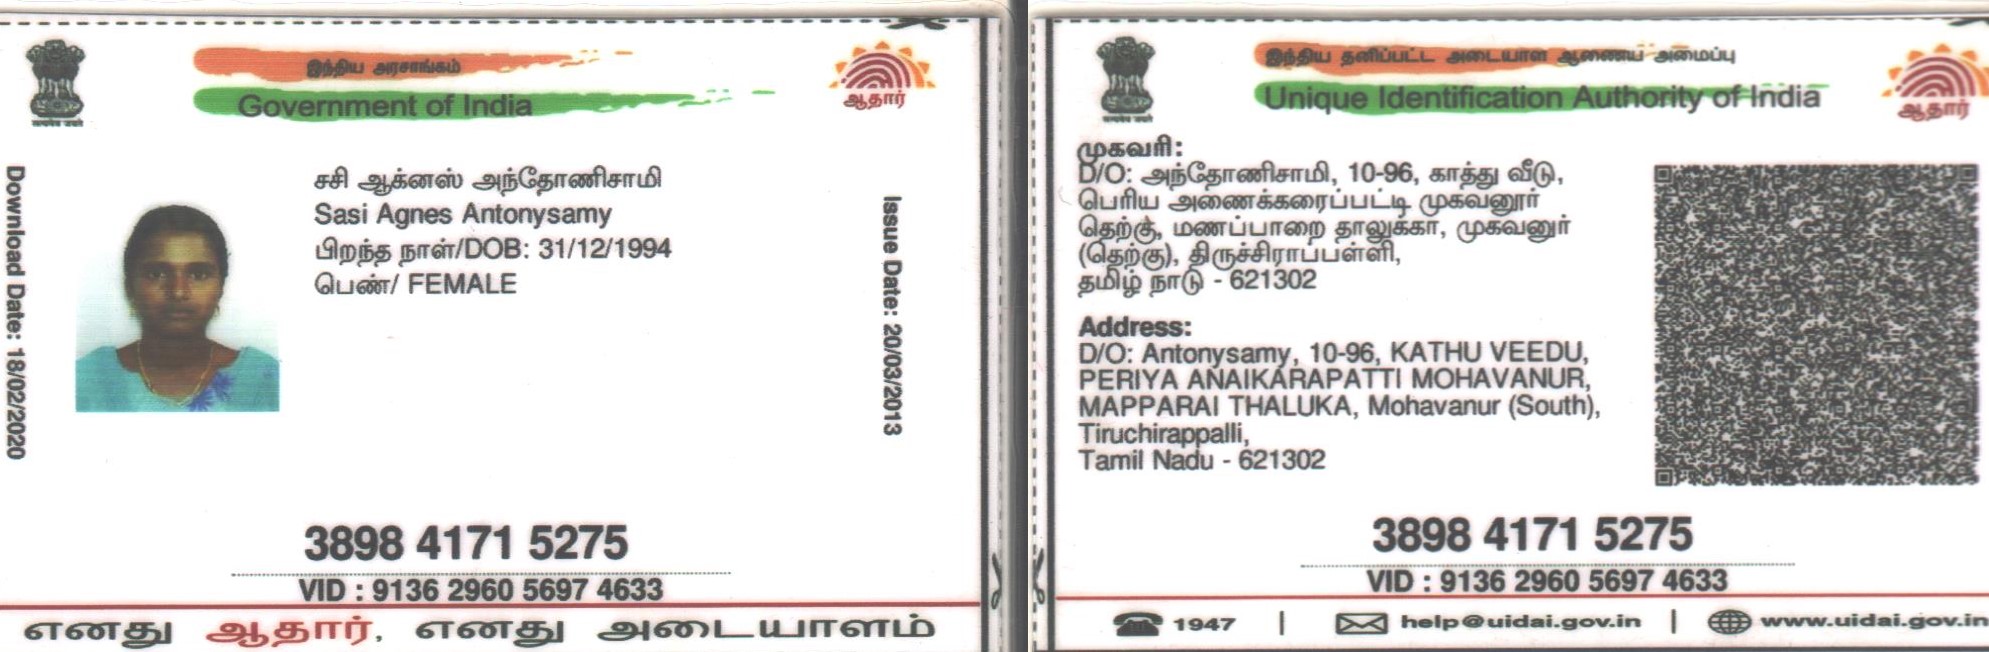 இந்திய அரசாங்கம்
Government of India
ஆதார்
சசி ஆக்னஸ் அந்தோணிசாமி
Sasi Agnes Antonysamy
பிறந்த நாள்/DOB: 31/12/1994
பெண்/ FEMALE
Download Date: 18/02/2020
Issue Date: 20/03/2013
3898 4171 5275
VID : 9136 2960 5697 4633
எனது ஆதார், எனது அடையாளம்
இந்திய தனிப்பட்ட அடையாள ஆணைய அமைப்பு
Unique Identification Authority of India
ஆதார்
முகவரி:
D/O: அந்தோணிசாமி, 10-96, காத்து வீடு,
பெரிய அணைக்கரைப்பட்டி முகவனூர்
தெற்கு, மணப்பாறை தாலுக்கா, முகவனுர்
(தெற்கு), திருச்சிராப்பள்ளி,
தமிழ் நாடு - 621302
Address:
D/O: Antonysamy, 10-96, KATHU VEEDU,
PERIYA ANAIKARAPATTI MOHAVANUR,
MAPPARAI THALUKA, Mohavanur (South),
Tiruchirappalli,
Tamil Nadu - 621302
3898 4171 5275
VID : 9136 2960 5697 4633
1947 | help@uidai.gov.in | www.uidai.gov.in